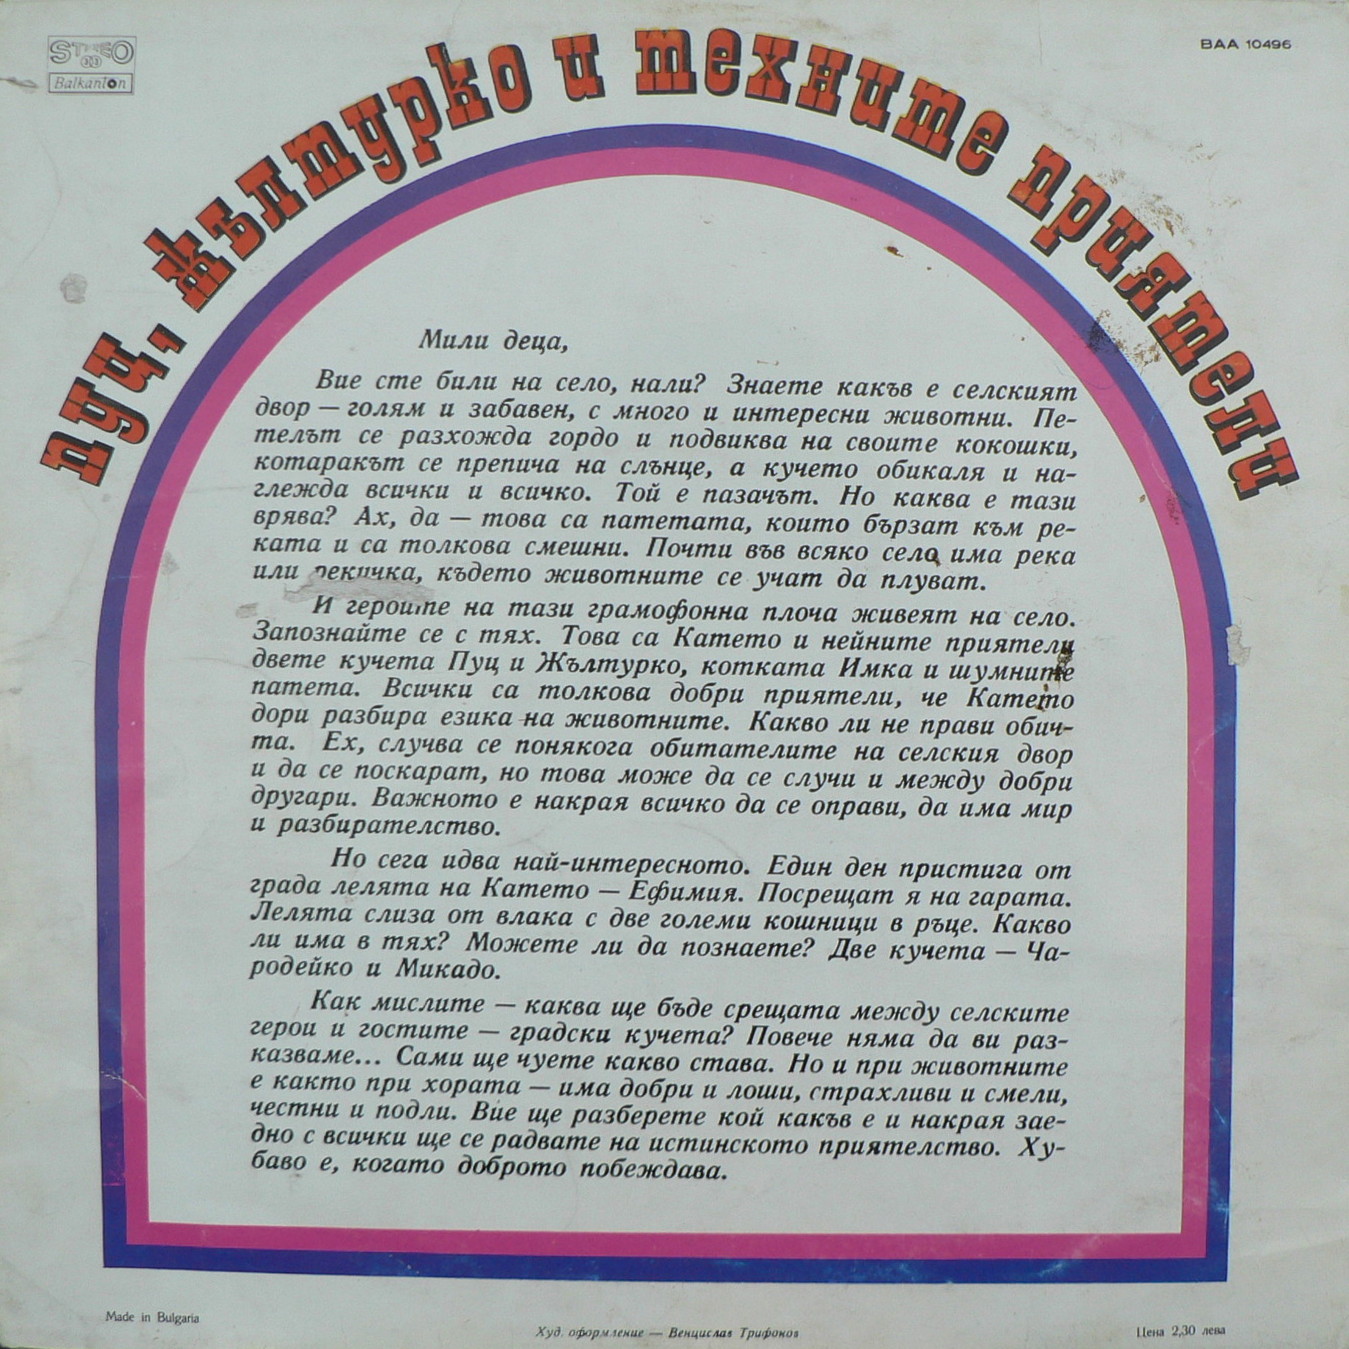 STEREO
33
Balkanton
ВАА 10496
пуц, жълтурко и техните приятели
Мили деца,
Вие сте били на село, нали? Знаете какъв е селският
двор — голям и забавен, с много и интересни животни. Пе-
телът се разхожда гордо и подвиква на своите кокошки,
котаракът се препича на слънце, а кучето обикаля и на-
глежда всички и всичко. Той е пазачът. Но каква е тази
врява? Ах, да — това са патетата, които бързат към ре-
ката и са толкова смешни. Почти във всяко село има река
или рекичка, където животните се учат да плуват.
И героите на тази грамофонна плоча живеят на село.
Запознайте се с тях. Това са Катето и нейните приятели
двете кучета Пуц и Жълтурко, котката Имка и шумните
патета. Всички са толкова добри приятели, че Катето
дори разбира езика на животните. Какво ли не прави обич-
та. Ех, случва се понякога обитателите на селския двор
и да се поскарат, но това може да се случи и между добри
другари. Важното е накрая всичко да се оправи, да има мир
и разбирателство.
Но сега идва най-интересното. Един ден пристига от
града лелята на Катето — Ефимия. Посрещат я на гарата.
Лелята слиза от влака с две големи кошници в ръце. Какво
ли има в тях? Можете ли да познаете? Две кучета — Ча-
родейко и Микадо.
Как мислите — каква ще бъде срещата между селските
герои и гостите — градски кучета? Повече няма да ви раз-
казваме... Сами ще чуете какво става. Но и при животните
е както при хората — има добри и лоши, страхливи и смели,
честни и подли. Вие ще разберете кой какъв е и накрая зае-
дно с всички ще се радвате на истинското приятелство. Ху-
баво е, когато доброто побеждава.
Made in Bulgaria
Худ. оформление — Венцислав Трифонов
Цена 2,30 лева